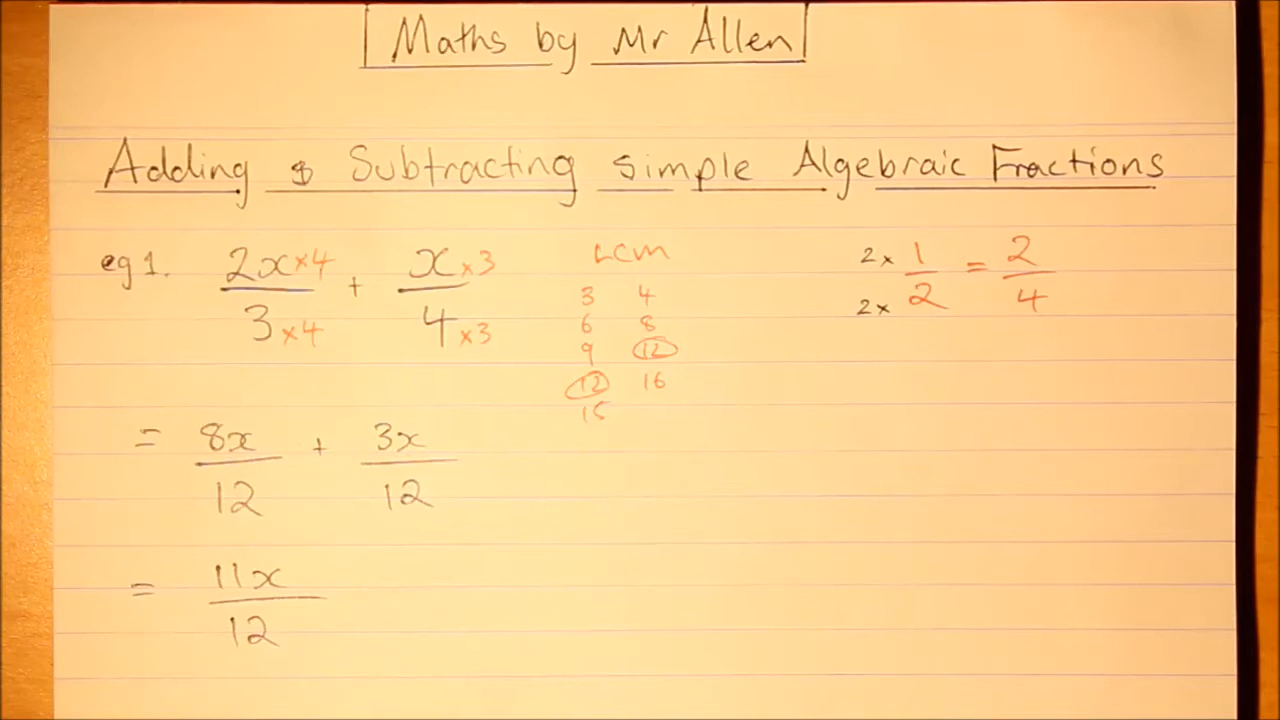 Maths by Mr Allen
Adding & Subtracting Simple Algebraic Fractions
eg 1. 2x×4/3×4 + x×3/4×3
LCM
3 4
6 8
9 12
12 16
15
2× 1/2× 2 = 2/4
= 8x/12 + 3x/12
= 11x/12